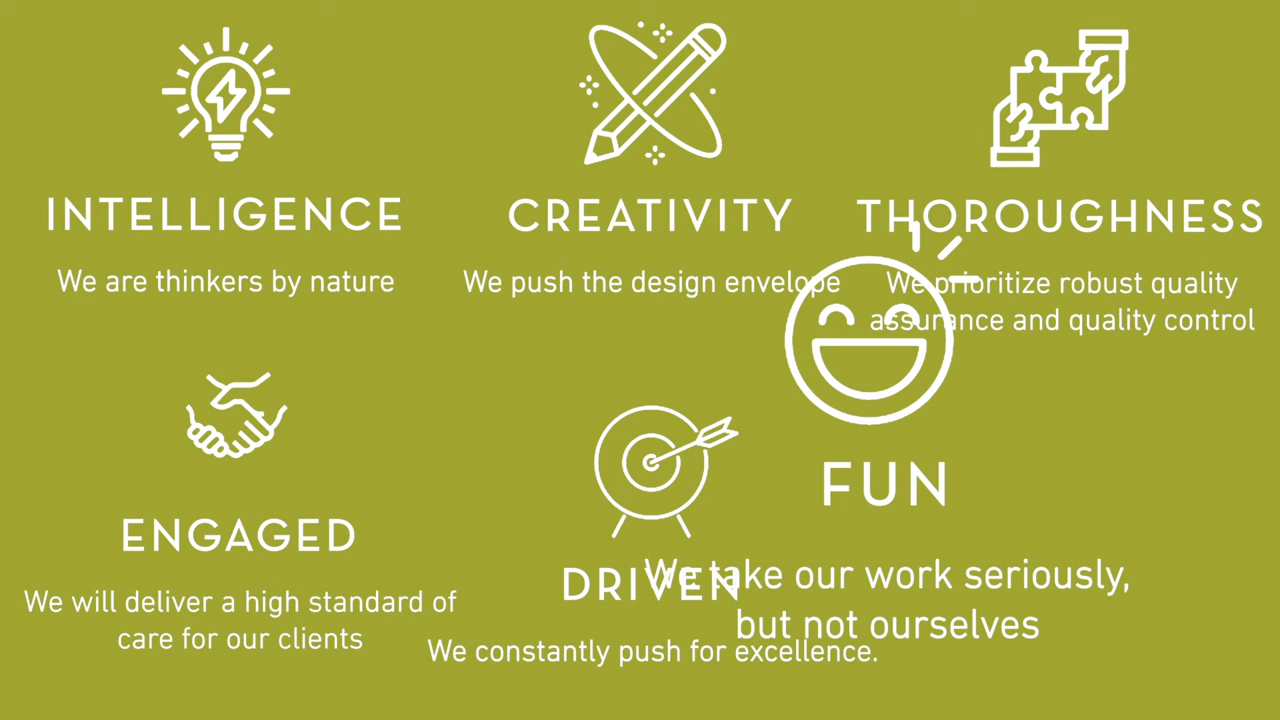 INTELLIGENCE
We are thinkers by nature
CREATIVITY
We push the design envelope
THOROUGHNESS
We prioritize robust quality
assurance and quality control
ENGAGED
We will deliver a high standard of
care for our clients
DRIVEN
We constantly push for excellence.
FUN
We take our work seriously,
but not ourselves